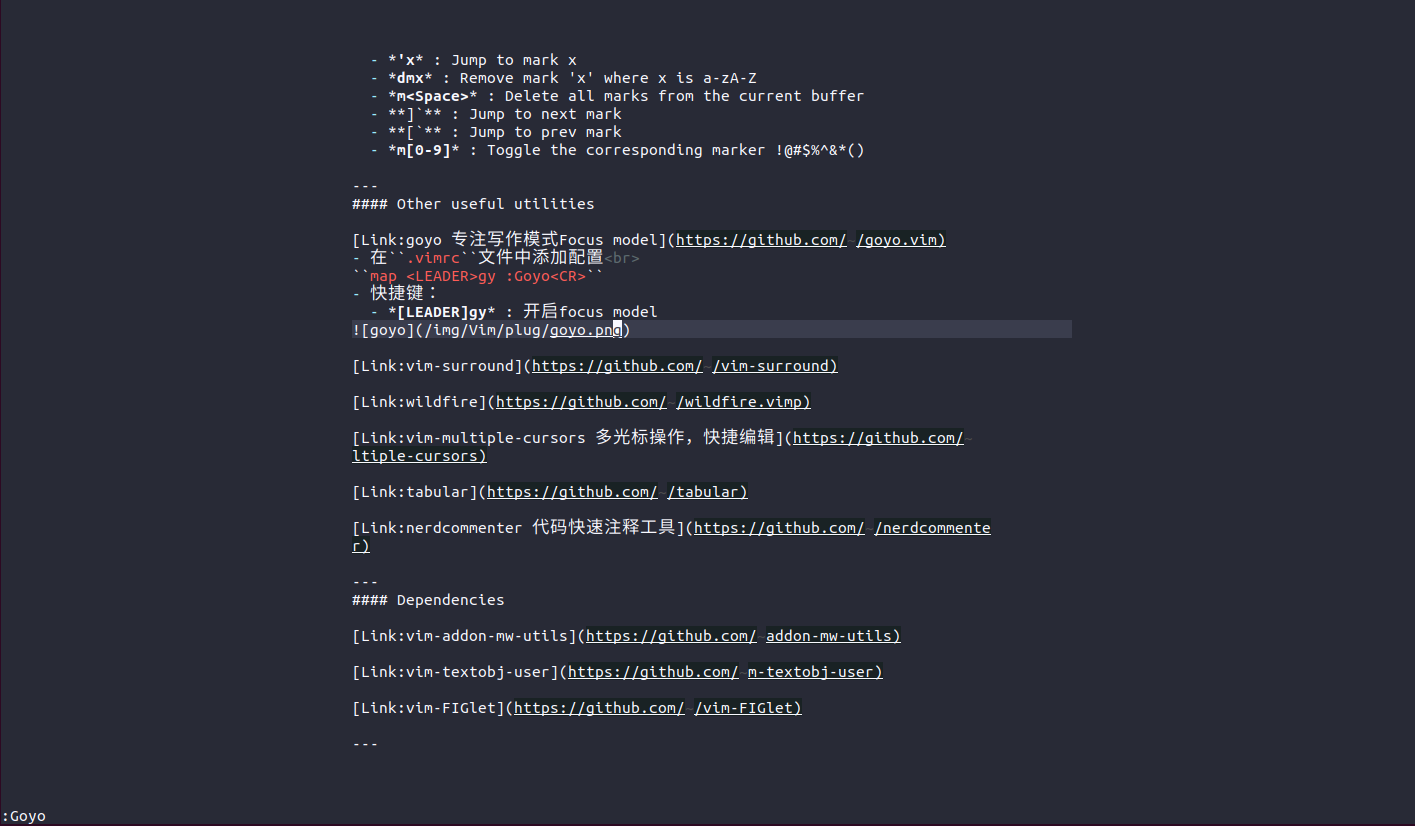 - *'x* : Jump to mark x
- *dmx* : Remove mark 'x' where x is a-zA-Z
- *m<Space>* : Delete all marks from the current buffer
- **]`** : Jump to next mark
- **[`** : Jump to prev mark
- *m[0-9]* : Toggle the corresponding marker !@#$%^&*()
---
#### Other useful utilities
[Link:goyo 专注写作模式Focus model](https://github.com/~/goyo.vim)
- 在``.vimrc``文件中添加配置<br>
``map <LEADER>gy :Goyo<CR>``
- 快捷键：
- *[LEADER]gy* : 开启focus model
![goyo](/img/Vim/plug/goyo.png)
[Link:vim-surround](https://github.com/~/vim-surround)
[Link:wildfire](https://github.com/~/wildfire.vimp)
[Link:vim-multiple-cursors 多光标操作，快捷编辑](https://github.com/~
ltiple-cursors)
[Link:tabular](https://github.com/~/tabular)
[Link:nerdcommenter 代码快速注释工具](https://github.com/~/nerdcommente
r)
---
#### Dependencies
[Link:vim-addon-mw-utils](https://github.com/~addon-mw-utils)
[Link:vim-textobj-user](https://github.com/~m-textobj-user)
[Link:vim-FIGlet](https://github.com/~/vim-FIGlet)
---
:Goyo